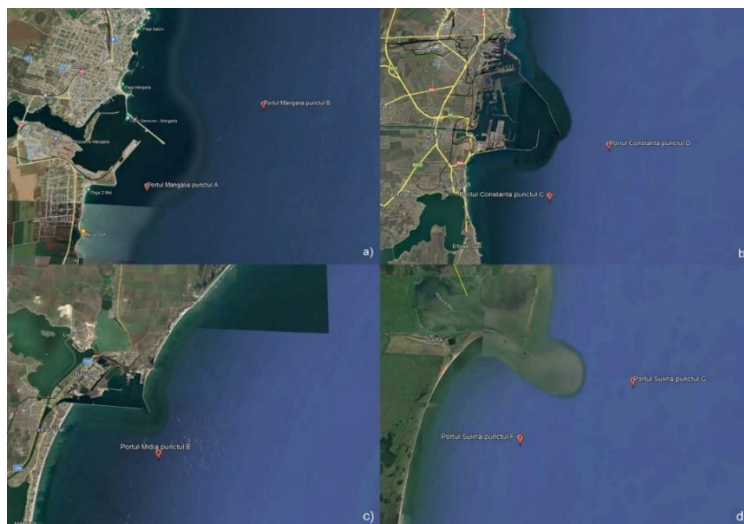 Portul Mangalia punctul B
Portul Mangalia punctul A
a)
Portul Constanta punctul D
Portul Constanta punctul C
b)
Portul Midia punctul E
c)
Portul Sulina punctul G
Portul Sulina punctul F
d)